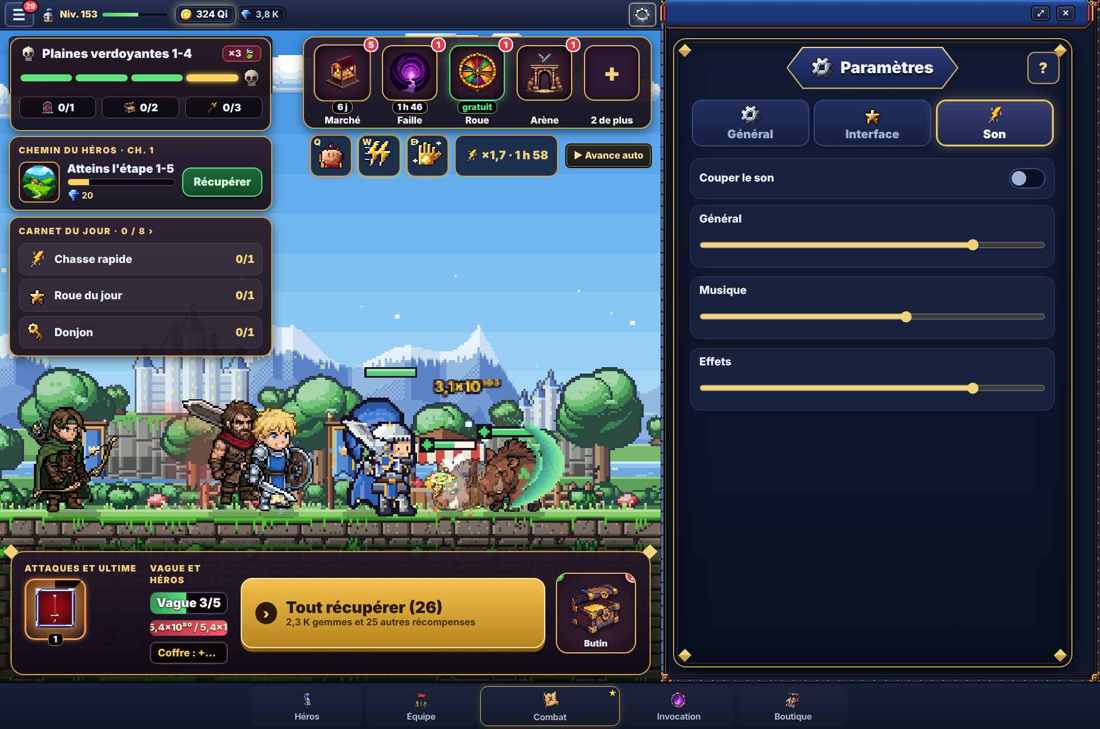 29
Niv. 153
324 Qi
3,8 K
Plaines verdoyantes 1-4
×3
0/1
0/2
0/3
CHEMIN DU HÉROS · CH. 1
Atteins l'étape 1-5
20
Récupérer
CARNET DU JOUR · 0 / 8 ›
Chasse rapide 0/1
Roue du jour 0/1
Donjon 0/1
5
1
1
1
6 j
1 h 46
gratuit
Marché
Faille
Roue
Arène
2 de plus
Q
W
E
×1,7 · 1 h 58
Avance auto
ATTAQUES ET ULTIME
1
VAGUE ET
HÉROS
Vague 3/5
Coffre : +...
Tout récupérer (26)
2,3 K gemmes et 25 autres récompenses
Butin
Héros
Équipe
Combat
Invocation
Boutique
Paramètres
?
Général
Interface
Son
Couper le son
Général
Musique
Effets